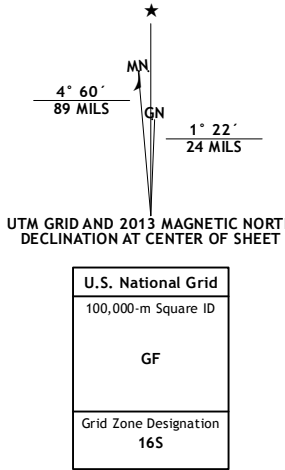 ★
MN
4° 60´
89 MILS
GN
1° 22´
24 MILS
UTM GRID AND 2013 MAGNETIC NORT
DECLINATION AT CENTER OF SHEET
U.S. National Grid
100,000-m Square ID
GF
Grid Zone Designation
16S